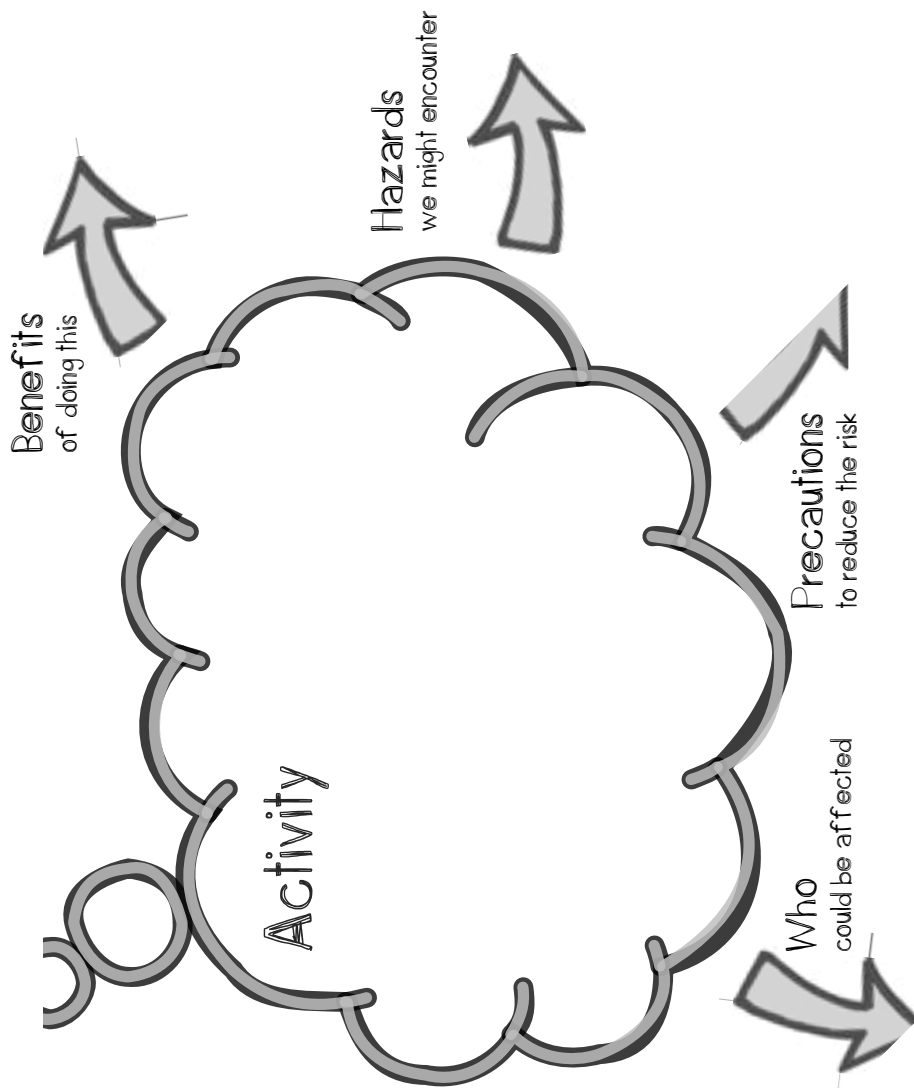 Activity
Benefits
of doing this
Hazards
we might encounter
Precautions
to reduce the risk
Who
could be affected